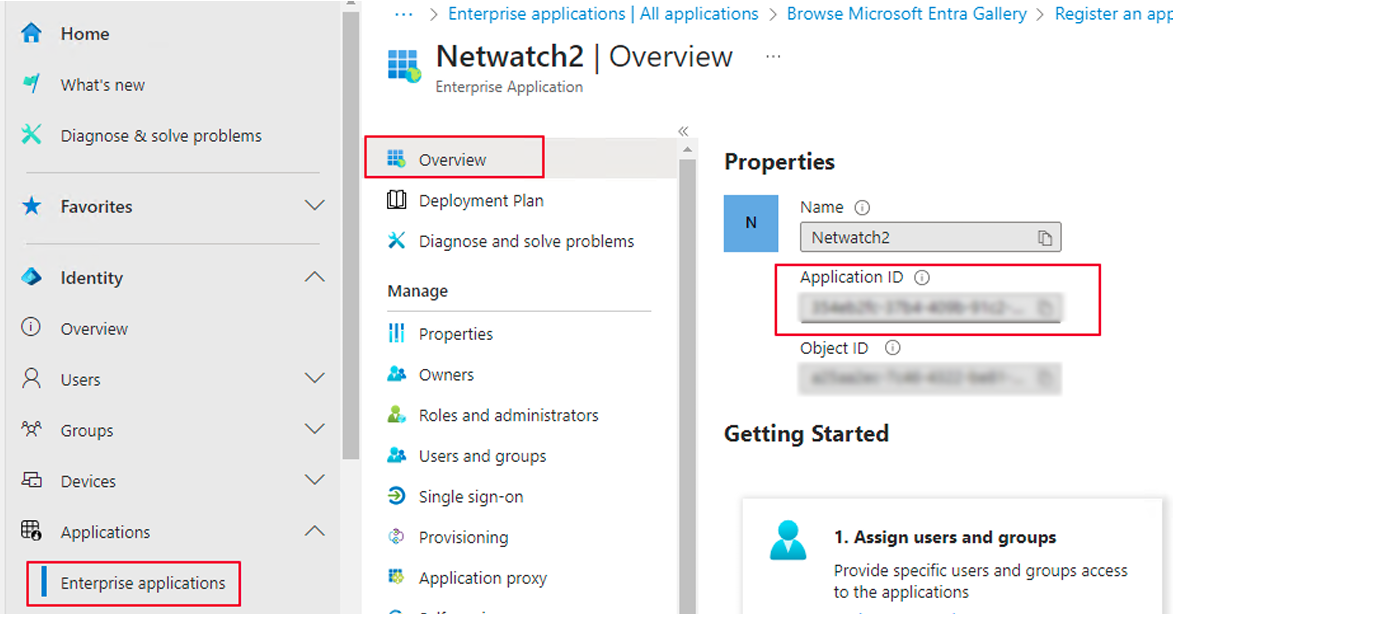 Home
What's new
Diagnose & solve problems
Favorites
Identity
Overview
Users
Groups
Devices
Applications
Enterprise applications
··· > Enterprise applications | All applications > Browse Microsoft Entra Gallery > Register an app
Netwatch2 | Overview ···
Enterprise Application
Overview
Deployment Plan
Diagnose and solve problems
Manage
Properties
Owners
Roles and administrators
Users and groups
Single sign-on
Provisioning
Application proxy
Properties
N
Name
Netwatch2
Application ID
Object ID
Getting Started
1. Assign users and groups
Provide specific users and groups access
to the applications